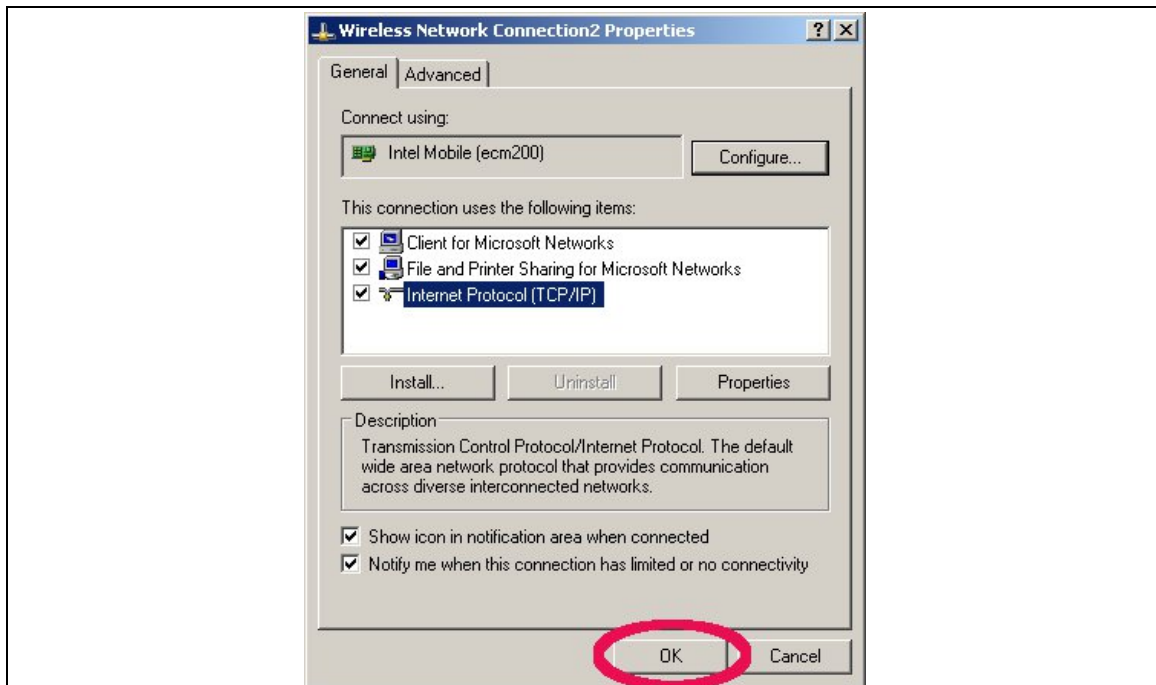 Wireless Network Connection2 Properties
General
Advanced
Connect using:
Intel Mobile (ecm200)
Configure...
This connection uses the following items:
Client for Microsoft Networks
File and Printer Sharing for Microsoft Networks
Internet Protocol (TCP/IP)
Install...
Uninstall
Properties
Description
Transmission Control Protocol/Internet Protocol. The default
wide area network protocol that provides communication
across diverse interconnected networks.
Show icon in notification area when connected
Notify me when this connection has limited or no connectivity
OK
Cancel